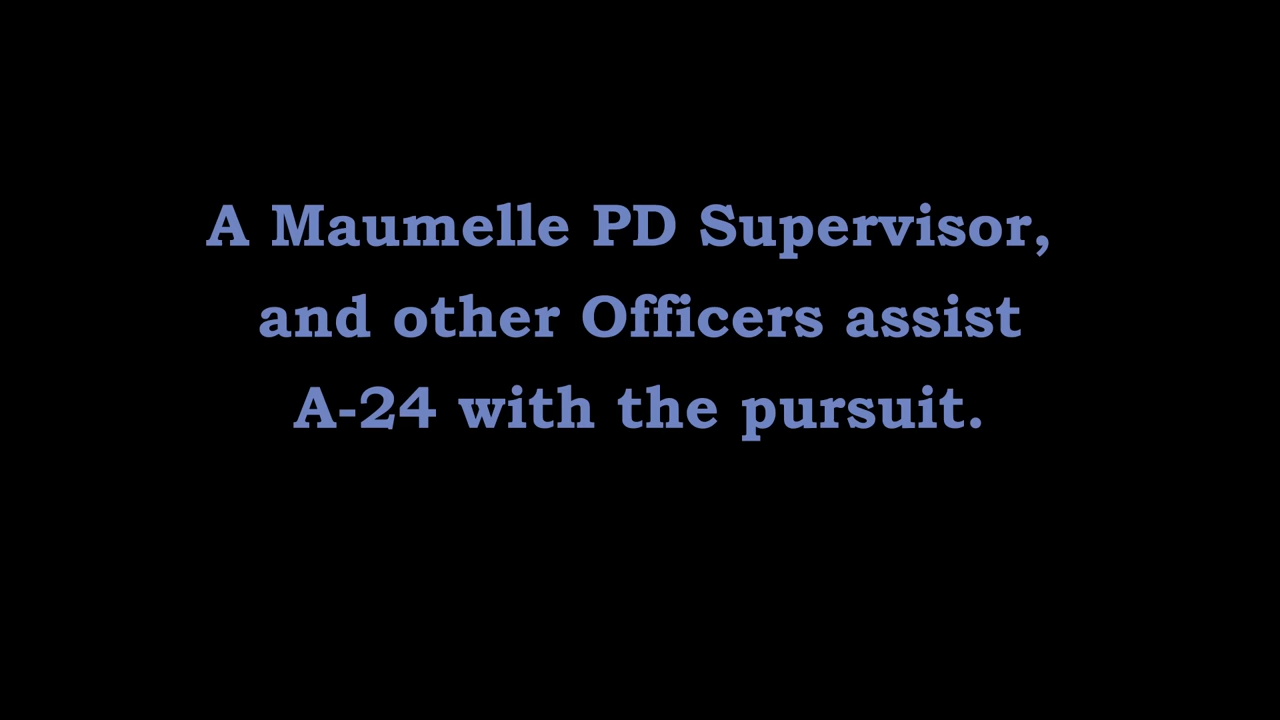 A Maumelle PD Supervisor,
and other Officers assist
A-24 with the pursuit.